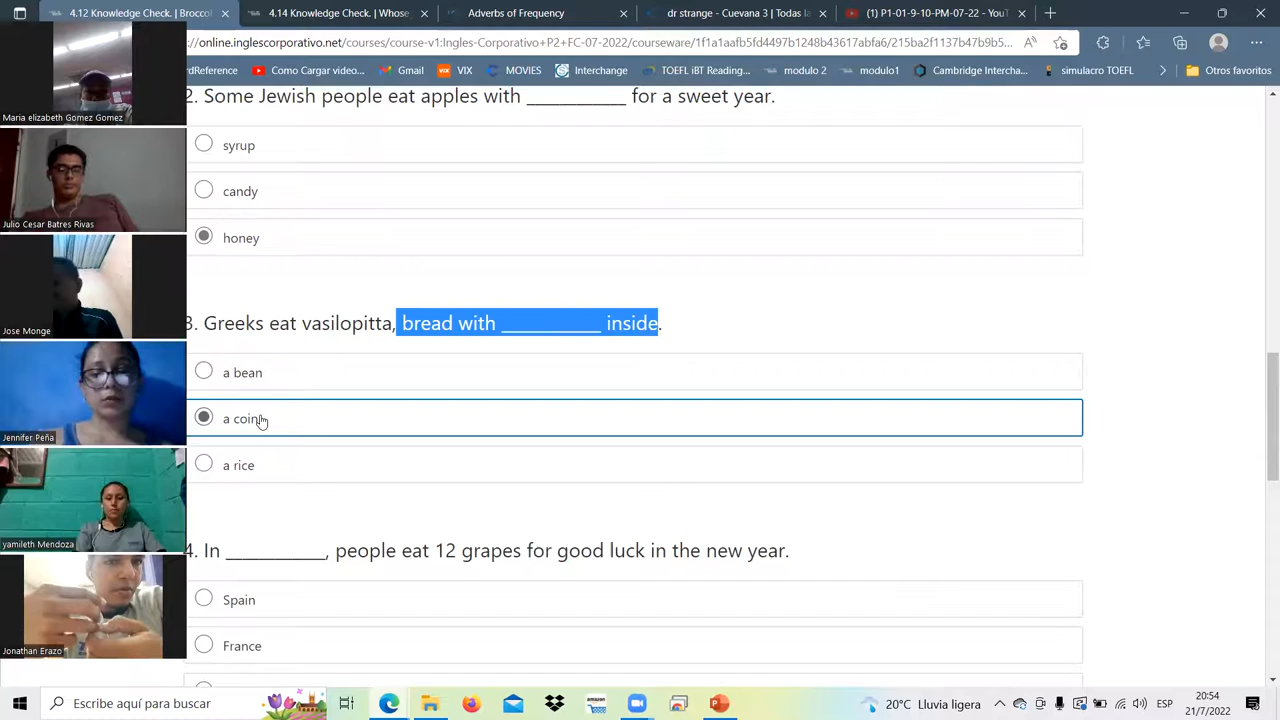 4.12 Knowledge Check. | Broccol
4.14 Knowledge Check. | Whose
Adverbs of Frequency
dr strange - Cuevana 3 | Todas
(1) P1-01-9-10-PM-07-22 - YouT
://online.inglescorporativo.net/courses/course-v1:Ingles-Corporativo+P2+FC-07-2022/courseware/1f1a1aafb5fd4497b1248b43617abfa6/215ba2f1137b47b9b5...
rdReference
Como Cargar video...
Gmail
VIX
MOVIES
Interchange
TOEFL iBT Reading...
modulo 2
modulo1
Cambridge Intercha...
simulacro TOEFL
Otros favoritos
Maria elizabeth Gomez Gomez
Julio Cesar Batres Rivas
Jose Monge
Jennifer Peña
yamileth Mendoza
Jonathan Erazo
2. Some Jewish people eat apples with ____________ for a sweet year.
syrup
candy
honey
3. Greeks eat vasilopitta, bread with ___________ inside.
a bean
a coin
a rice
4. In ___________, people eat 12 grapes for good luck in the new year.
Spain
France
Escribe aquí para buscar
20°C Lluvia ligera
ESP
20:54
21/7/2022